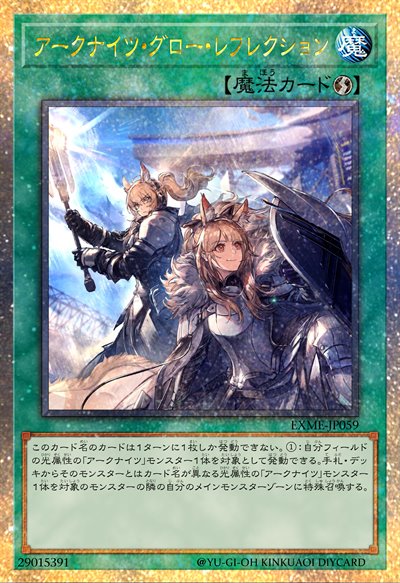 アークナイツ・グロー・レフレクション
魔
【魔法カード】
EXME-JP059
このカード名のカードは1ターンに1枚しか発動できない。①：自分フィールド
の光属性の「アークナイツ」モンスター1体を対象として発動できる。手札・デッ
キからそのモンスターとはカード名が異なる光属性の「アークナイツ」モンスター
1体を対象のモンスターの隣の自分のメインモンスターゾーンに特殊召喚する。
29015391
@YU-GI-OH KINKUAOI DIYCARD